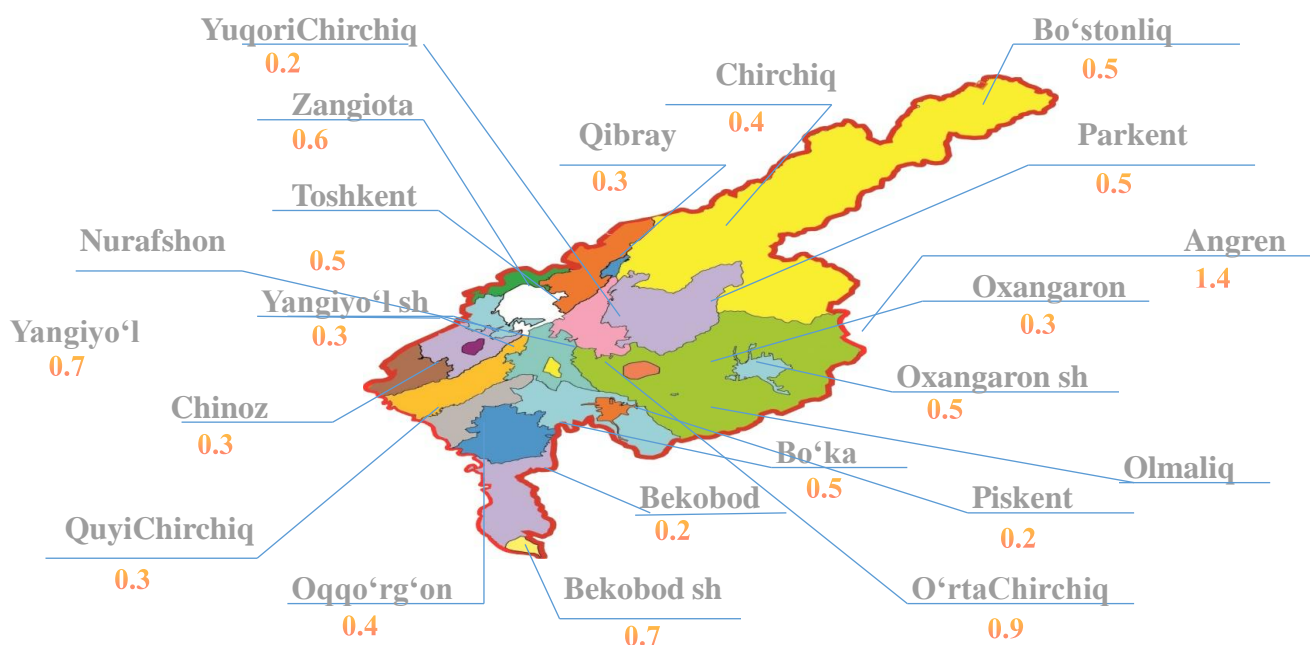 YuqoriChirchiq
0.2
Bo‘stonliq
0.5
Chirchiq
0.4
Zangiota
0.6
Qibray
0.3
Parkent
0.5
Toshkent
Nurafshon
0.5
Angren
1.4
Oxangaron
0.3
Yangiyo‘l sh
0.3
Yangiyo‘l
0.7
Oxangaron sh
0.5
Chinoz
0.3
Bo‘ka
0.5
Olmaliq
Bekobod
0.2
Piskent
0.2
QuyiChirchiq
0.3
Oqqo‘rg‘on
0.4
Bekobod sh
0.7
O‘rtaChirchiq
0.9